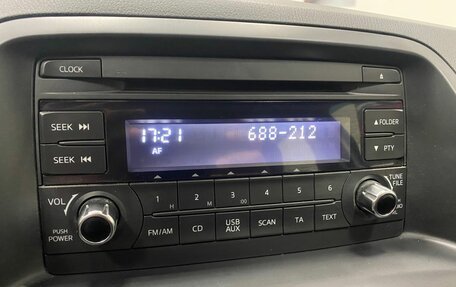 CLOCK
SEEK
17:21 688-212
AF
▲ FOLDER
SEEK
▼ PTY
VOL
1 2 3 4 5 6
H M 00
TUNE
FILE
PUSH
POWER
FM/AM CD USB AUX SCAN TA TEXT